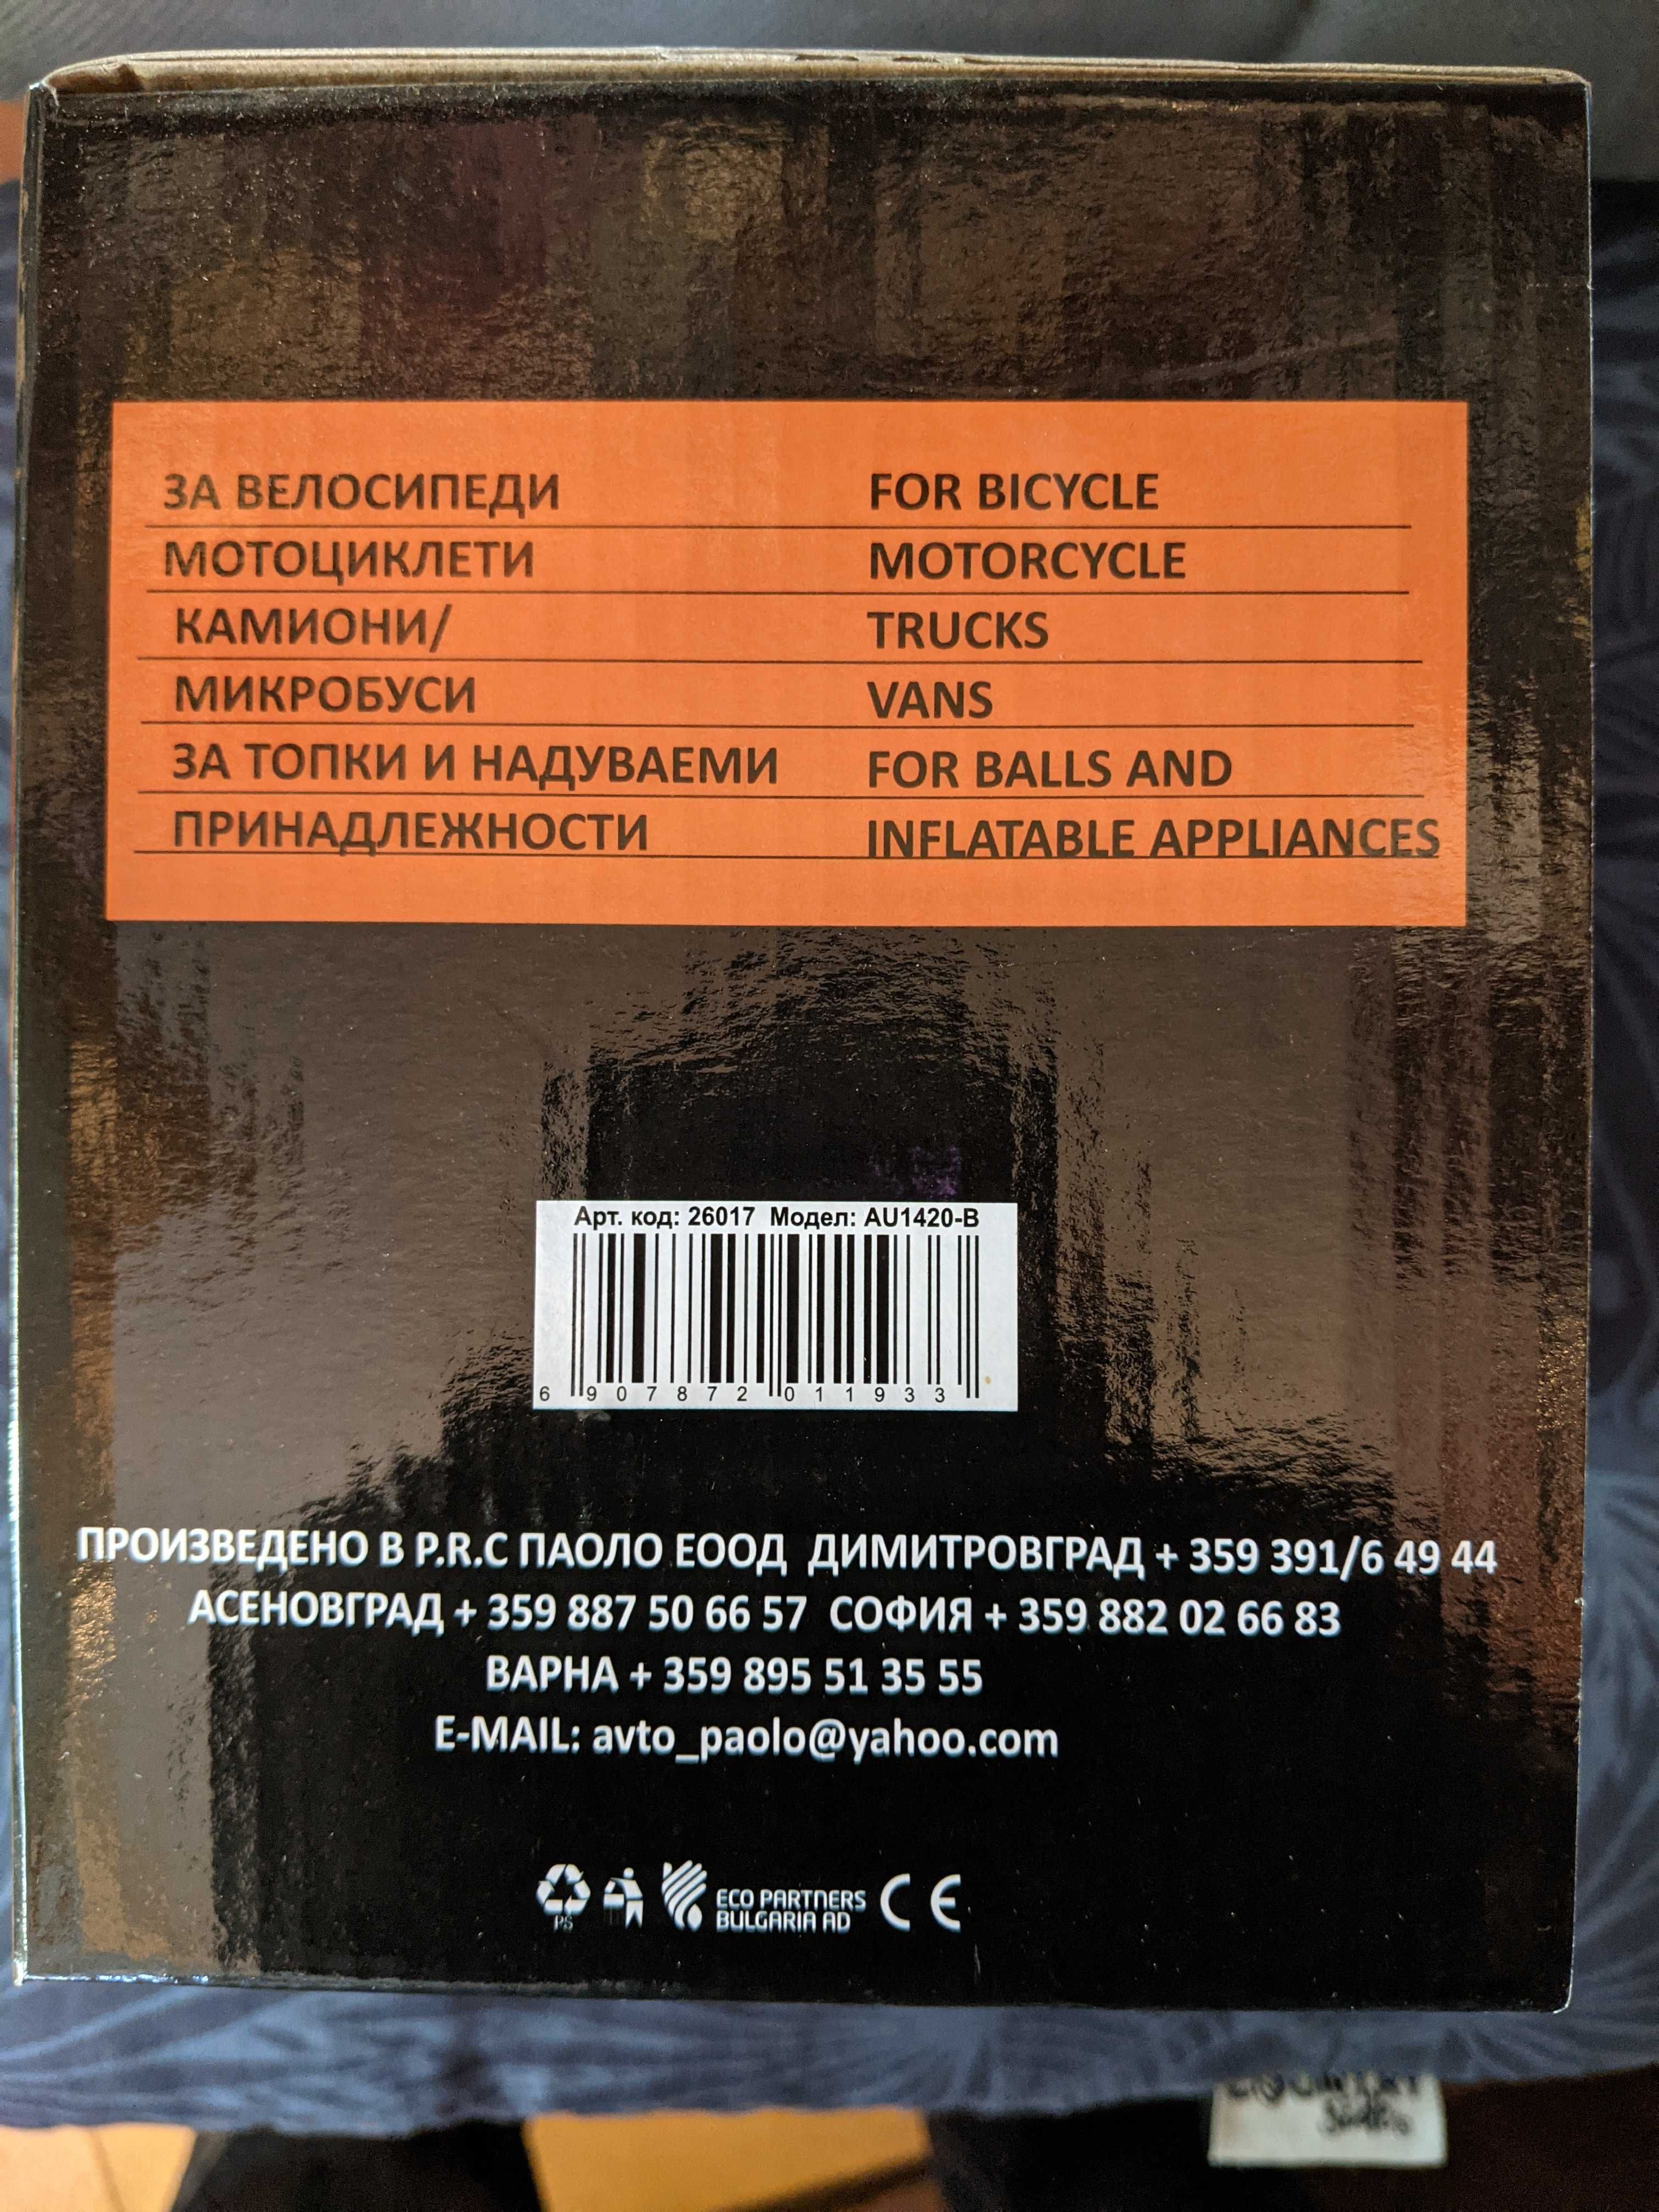 ЗА ВЕЛОСИПЕДИ FOR BICYCLE
МОТОЦИКЛЕТИ MOTORCYCLE
КАМИОНИ/ TRUCKS
МИКРОБУСИ VANS
ЗА ТОПКИ И НАДУВАЕМИ FOR BALLS AND
ПРИНАДЛЕЖНОСТИ INFLATABLE APPLIANCES
Арт. код: 26017 Модел: AU1420-B
6 907872 011933
ПРОИЗВЕДЕНО В P.R.C ПАОЛО ЕООД ДИМИТРОВГРАД + 359 391/6 49 44
АСЕНОВГРАД + 359 887 50 66 57 СОФИЯ + 359 882 02 66 83
ВАРНА + 359 895 51 35 55
E-MAIL: avto_paolo@yahoo.com
PS
ECO PARTNERS
BULGARIA AD
CE